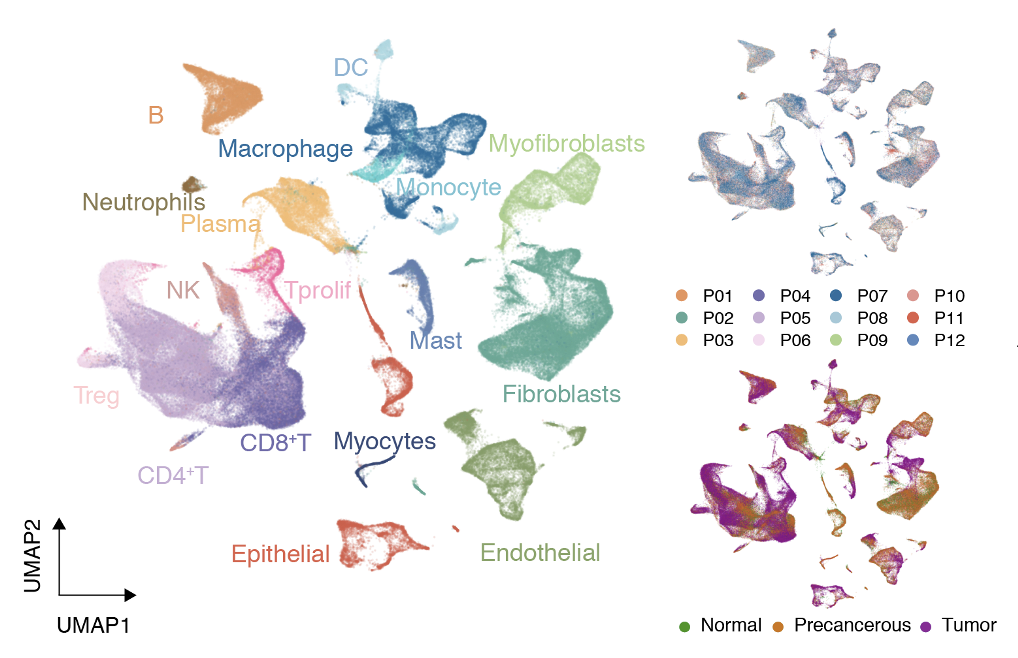 DC
B
Macrophage
Myofibroblasts
Monocyte
Neutrophils
Plasma
NK
Tprolif
Mast
Treg
Fibroblasts
CD8⁺T
Myocytes
CD4⁺T
Epithelial
Endothelial
UMAP2
UMAP1
P01 P04 P07 P10
P02 P05 P08 P11
P03 P06 P09 P12
Normal Precancerous Tumor